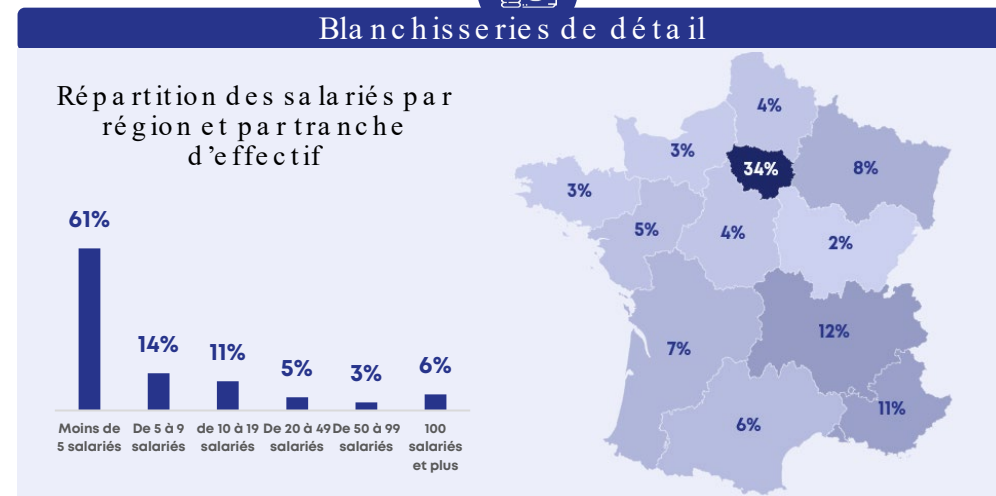 Blanchisseries de détail
Répartition des salariés par
région et par tranche
d’effectif
61%
14%
11%
5%
3%
6%
Moins de
5 salariés
De 5 à 9
salariés
de 10 à 19
salariés
De 20 à 49
salariés
De 50 à 99
salariés
100
salariés
et plus
4%
3%
34%
8%
3%
5%
4%
2%
12%
7%
11%
6%